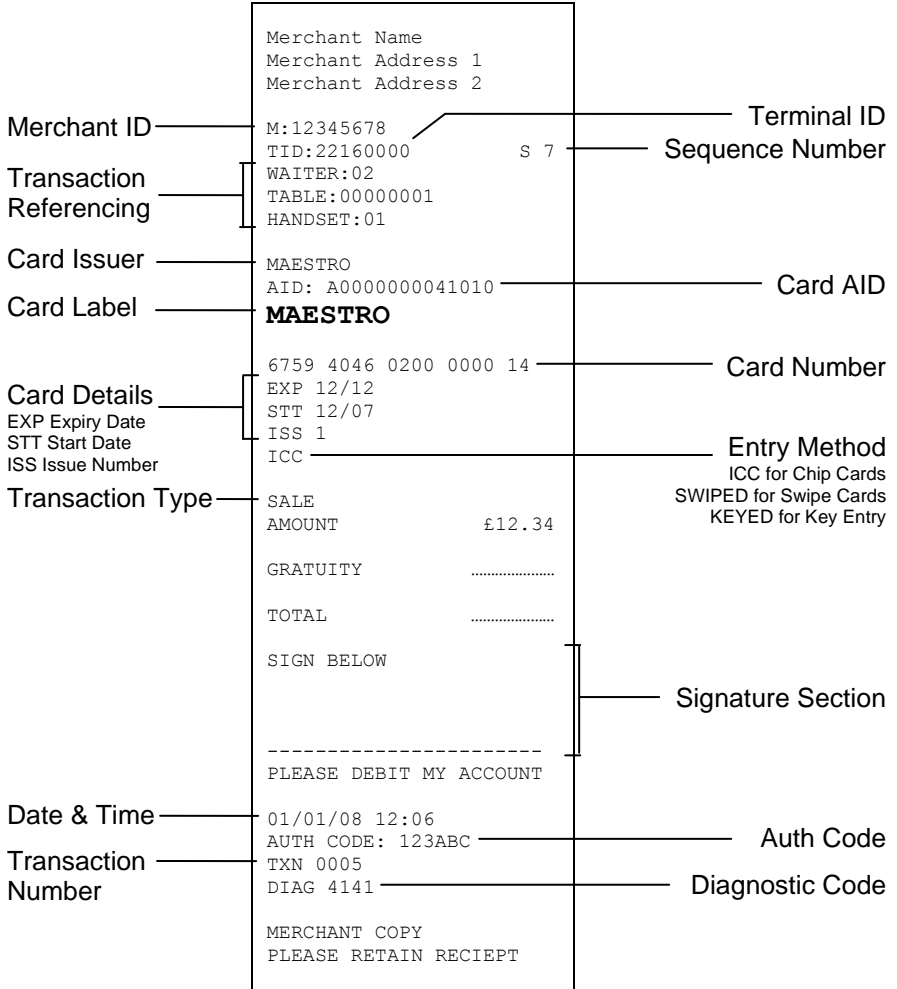 Merchant Name
Merchant Address 1
Merchant Address 2
Merchant ID
M:12345678
Terminal ID
TID:22160000 S 7
Sequence Number
Transaction
Referencing
WAITER:02
TABLE:00000001
HANDSET:01
Card Issuer
MAESTRO
AID: A0000000041010
Card AID
Card Label
MAESTRO
6759 4046 0200 0000 14
Card Number
Card Details
EXP Expiry Date
STT Start Date
ISS Issue Number
EXP 12/12
STT 12/07
ISS 1
ICC
Entry Method
ICC for Chip Cards
SWIPED for Swipe Cards
KEYED for Key Entry
Transaction Type
SALE
AMOUNT £12.34
GRATUITY .....................
TOTAL .....................
SIGN BELOW
Signature Section
-----------------------
PLEASE DEBIT MY ACCOUNT
Date & Time
01/01/08 12:06
AUTH CODE: 123ABC
Auth Code
Transaction
Number
TXN 0005
DIAG 4141
Diagnostic Code
MERCHANT COPY
PLEASE RETAIN RECIEPT